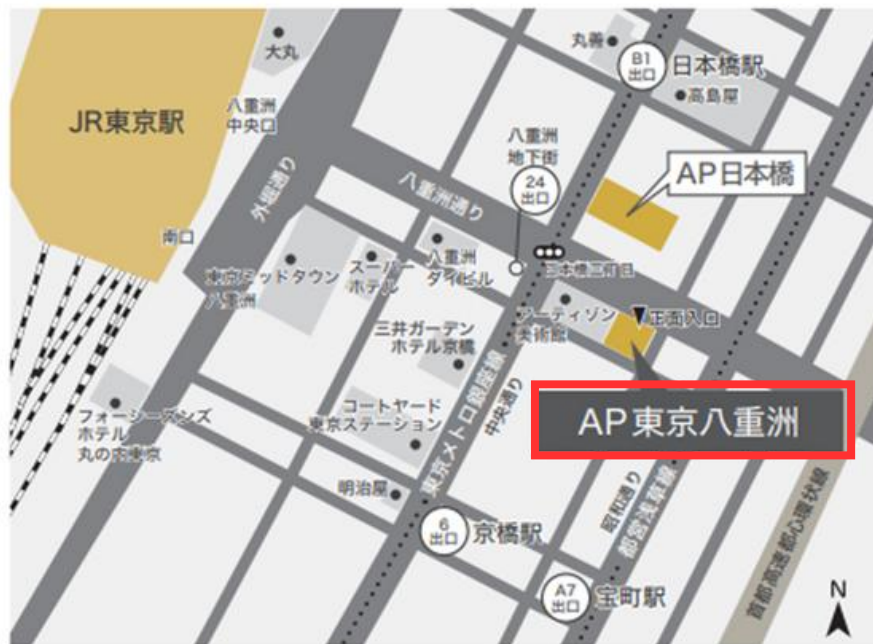 大丸
丸善
B1
出口
日本橋駅
高島屋
JR東京駅
八重洲
中央口
八重洲
地下街
24
出口
AP日本橋
外堀通り
八重洲通り
南口
東京ミッドタウン
八重洲
スーパー
ホテル
八重洲
ダイビル
日本橋三丁目
アーティゾン
美術館
正面入口
三井ガーデン
ホテル京橋
AP東京八重洲
フォーシーズンズ
ホテル
丸の内東京
コートヤード
東京ステーション
東京メトロ銀座線
中央通り
明治屋
昭和通り
都営浅草線
首都高速都心環状線
6
出口
京橋駅
A7
出口
宝町駅
N